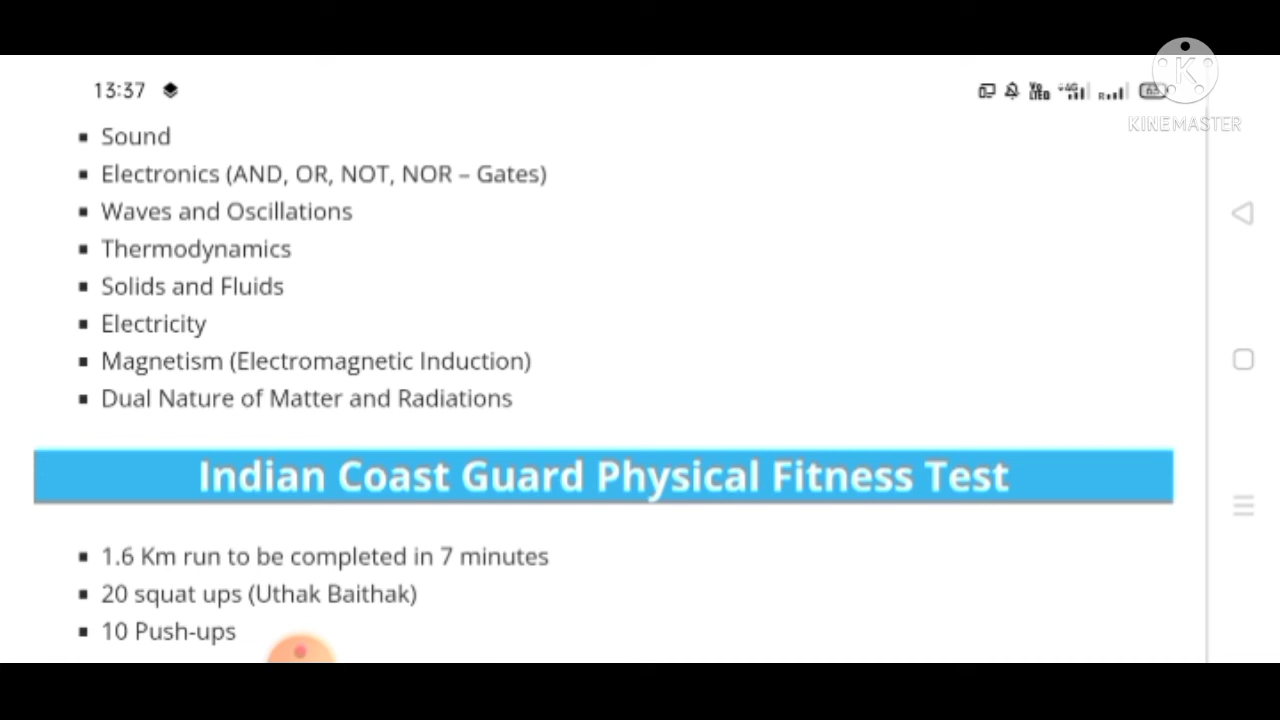 13:37
KINEMASTER
Sound
Electronics (AND, OR, NOT, NOR – Gates)
Waves and Oscillations
Thermodynamics
Solids and Fluids
Electricity
Magnetism (Electromagnetic Induction)
Dual Nature of Matter and Radiations
Indian Coast Guard Physical Fitness Test
1.6 Km run to be completed in 7 minutes
20 squat ups (Uthak Baithak)
10 Push-ups